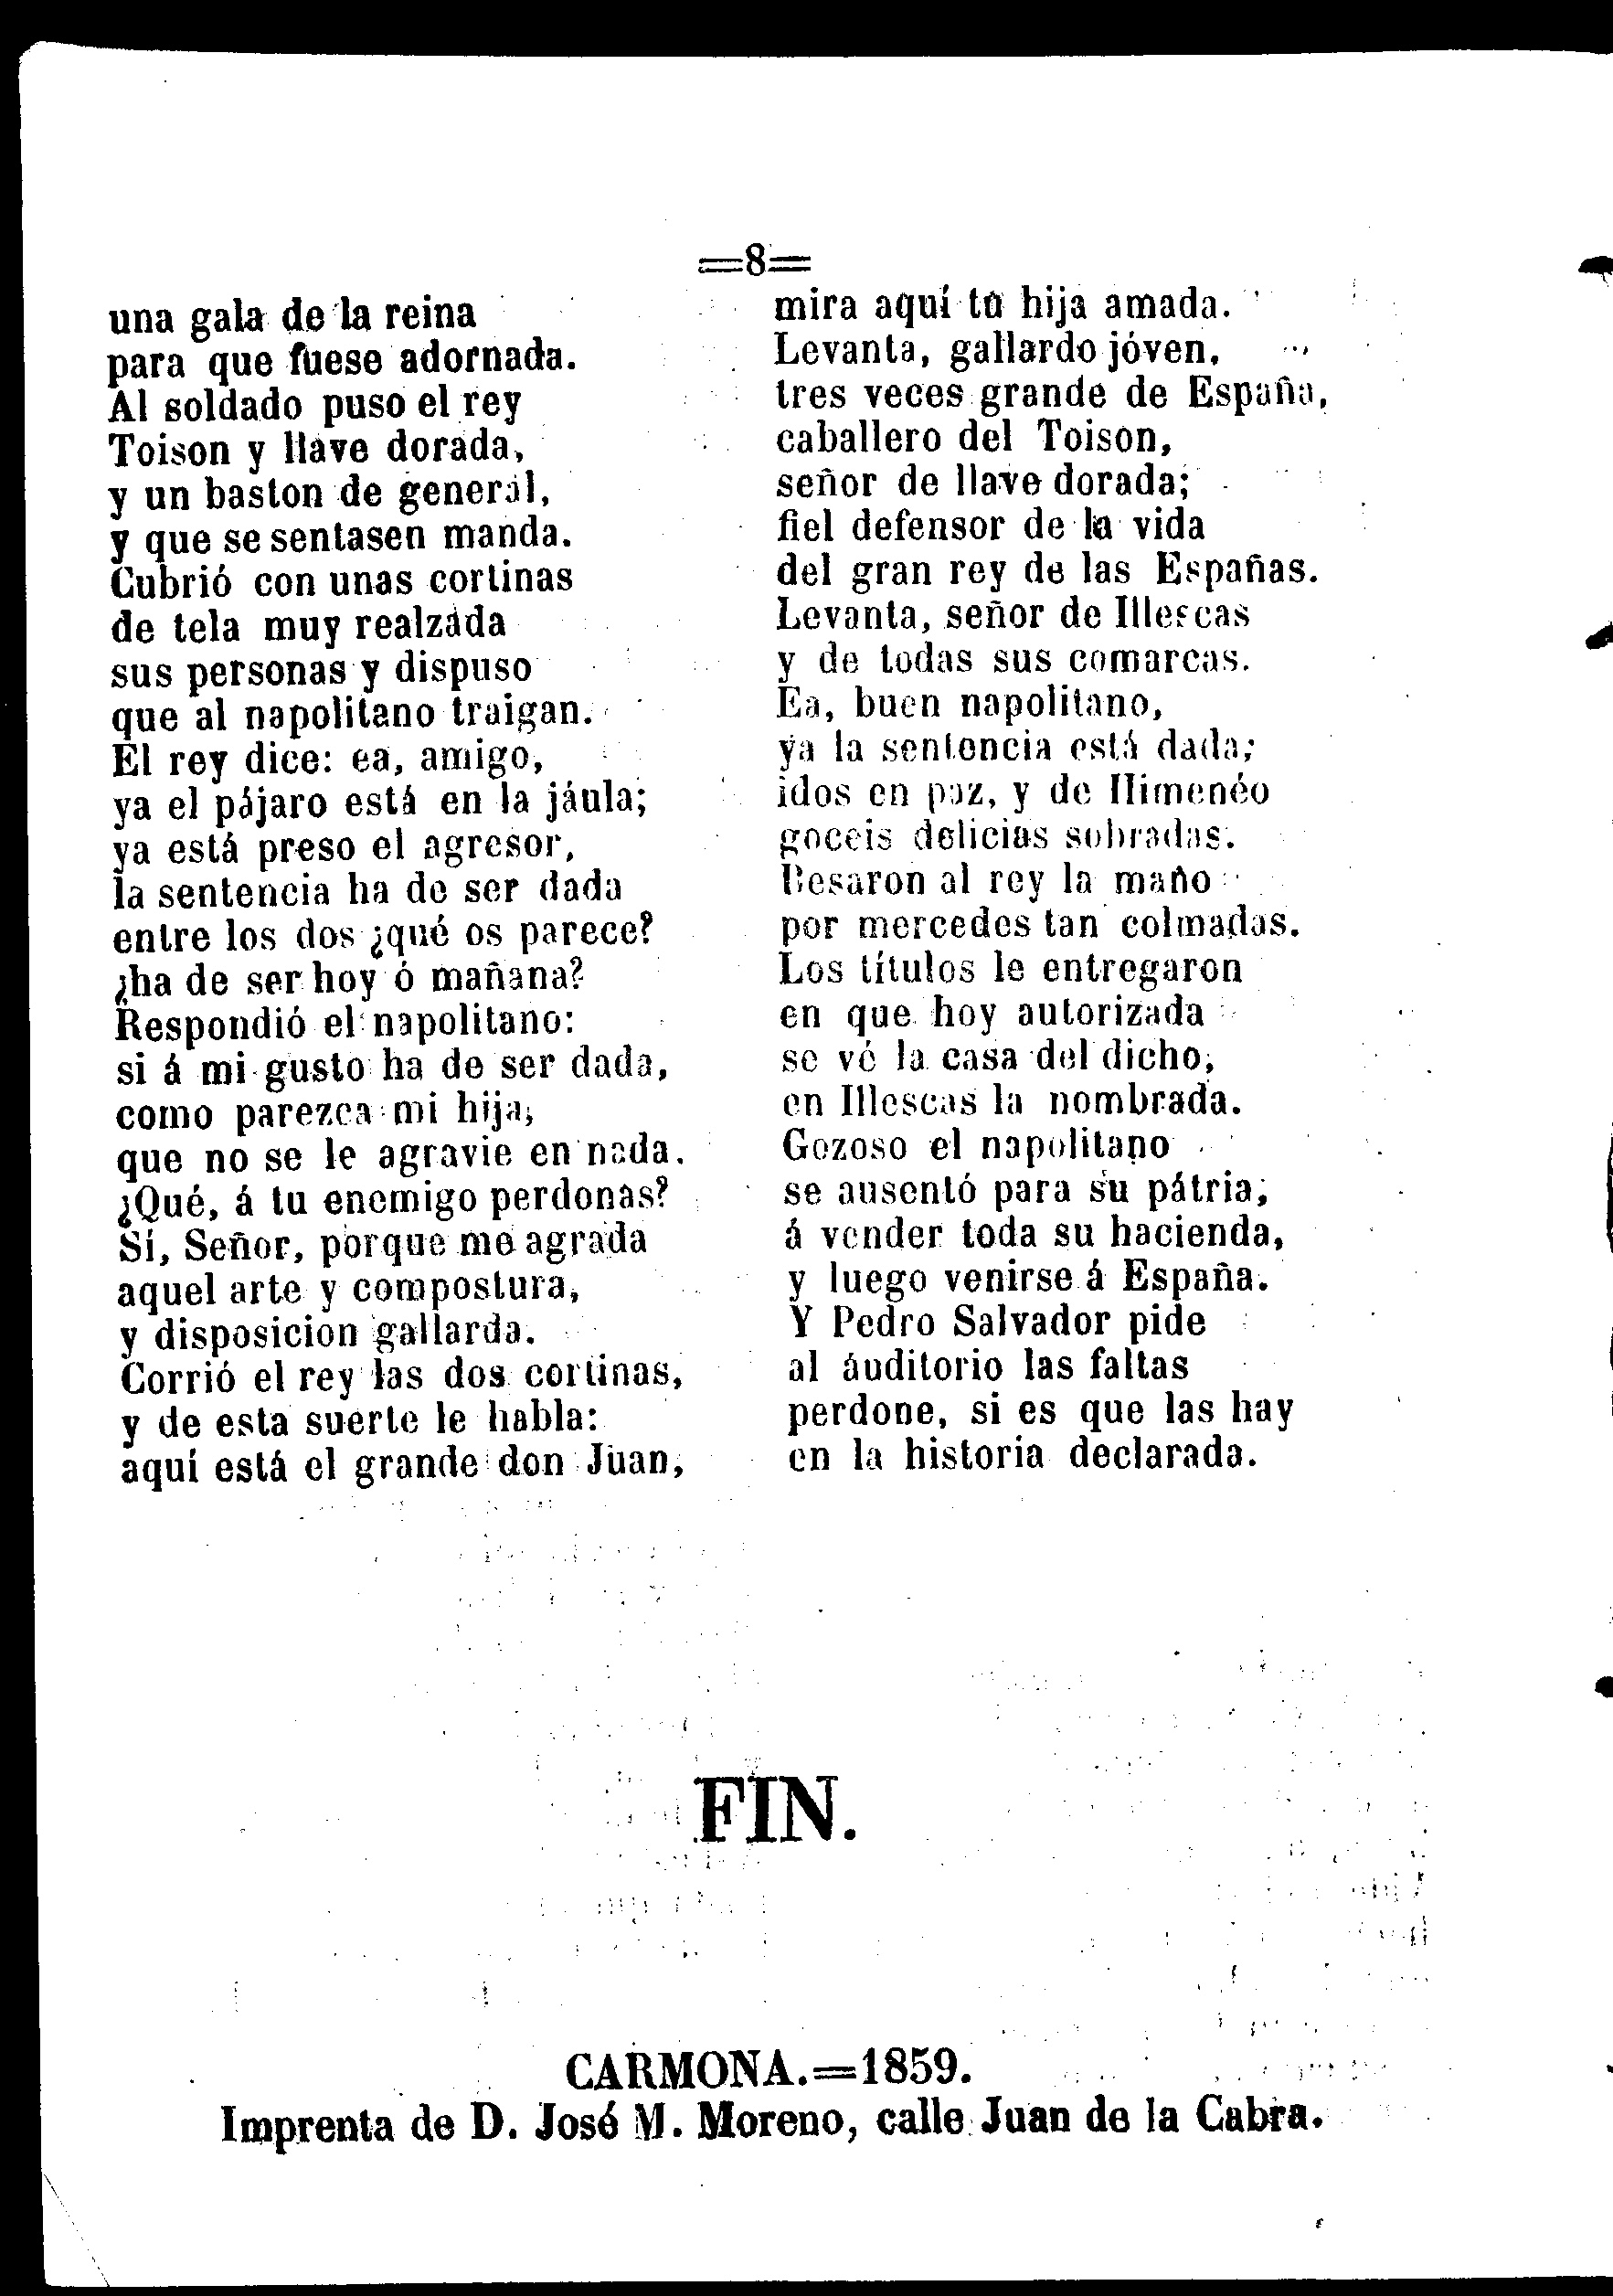 =8=
una gala de la reina
para que fuese adornada.
Al soldado puso el rey
Toison y llave dorada,
y un baston de general,
y que se sentasen manda.
Cubrió con unas cortinas
de tela muy realzada
sus personas y dispuso
que al napolitano traigan.
El rey dice: ea, amigo,
ya el pájaro está en la jáula;
ya está preso el agresor,
la sentencia ha de ser dada
entre los dos ¿qué os parece?
¿ha de ser hoy ó mañana?
Respondió el napolitano:
si á mi gusto ha de ser dada,
como parezca mi hija,
que no se le agravie en nada.
¿Qué, á tu enemigo perdonas?
Sí, Señor, porque me agrada
aquel arte y compostura,
y disposicion gallarda.
Corrió el rey las dos cortinas,
y de esta suerte le habla:
aquí está el grande don Juan,
mira aquí tu hija amada.
Levanta, gallardo jóven,
tres veces grande de España,
caballero del Toison,
señor de llave dorada;
fiel defensor de la vida
del gran rey de las Españas.
Levanta, señor de Illescas
y de todas sus comarcas.
Ea, buen napolitano,
ya la sentencia está dada;
idos en paz, y de Himenéo
goceis delicias sobradas.
Besaron al rey la maño
por mercedes tan colmadas.
Los títulos le entregaron
en que hoy autorizada
se vé la casa del dicho,
en Illescas la nombrada.
Gozoso el napolitano
se ausentó para su pátria,
á vender toda su hacienda,
y luego venirse á España.
Y Pedro Salvador pide
al áuditorio las faltas
perdone, si es que las hay
en la historia declarada.
FIN.
CARMONA.=1859.
Imprenta de D. José M. Moreno, calle Juan de la Cabra.